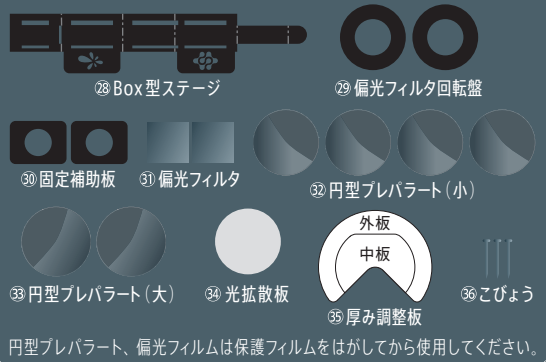 ㉘Box型ステージ
㉙偏光フィルタ回転盤
㉚固定補助板
㉛偏光フィルタ
㉜円型プレパラート（小）
㉝円型プレパラート（大）
㉞光拡散板
外板
中板
㉟厚み調整板
㊱こびょう
円型プレパラート、偏光フィルムは保護フィルムをはがしてから使用してください。